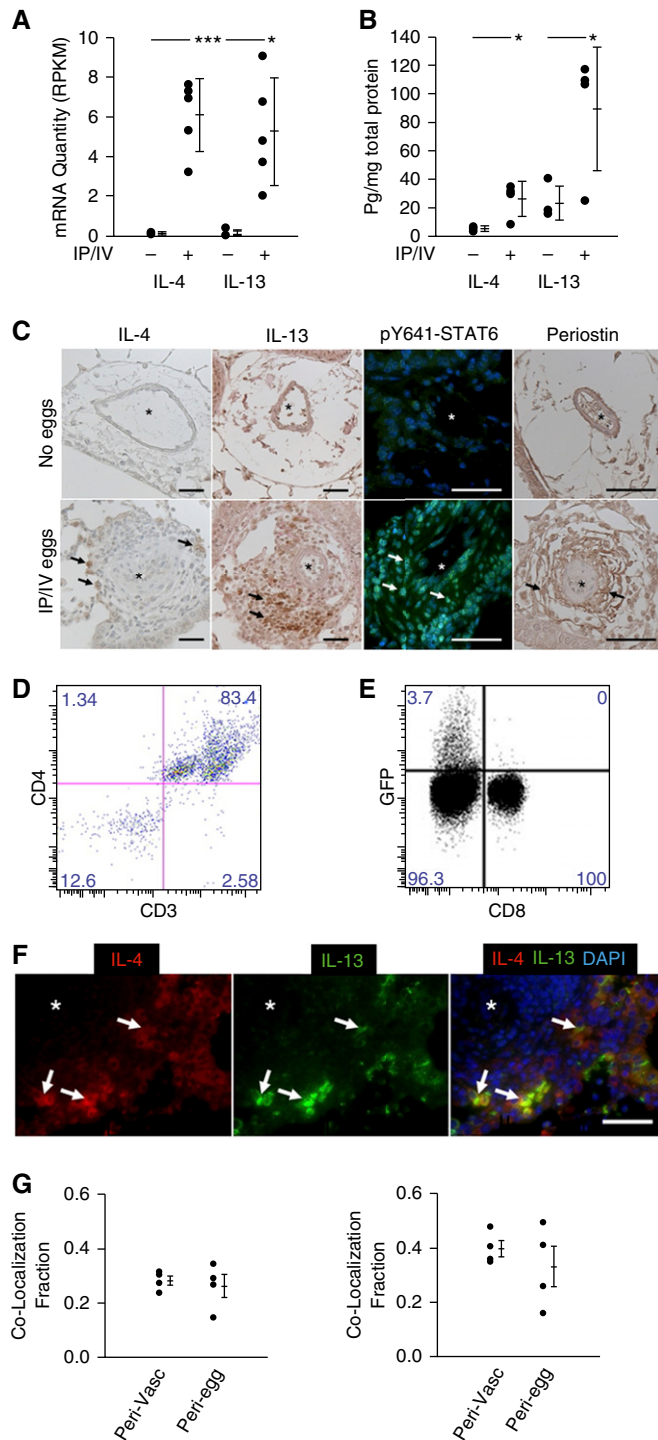 A
mRNA Quantity (RPKM)
10
8
6
4
2
0
*** *
IP/IV – + – +
IL-4 IL-13
B
Pg/mg total protein
140
120
100
80
60
40
20
0
* *
IP/IV – + – +
IL-4 IL-13
C
IL-4 IL-13 pY641-STAT6 Periostin
No eggs
* * * *
IP/IV eggs
* * * *
D
1.34 83.4
CD4
12.6 2.58
CD3
E
3.7 0
GFP
96.3 100
CD8
F
IL-4 IL-13 IL-4 IL-13 DAPI
* * *
G
Co-Localization
Fraction
0.6
0.4
0.2
0.0
Peri-Vasc Peri-egg
Co-Localization
Fraction
0.6
0.4
0.2
0.0
Peri-Vasc Peri-egg